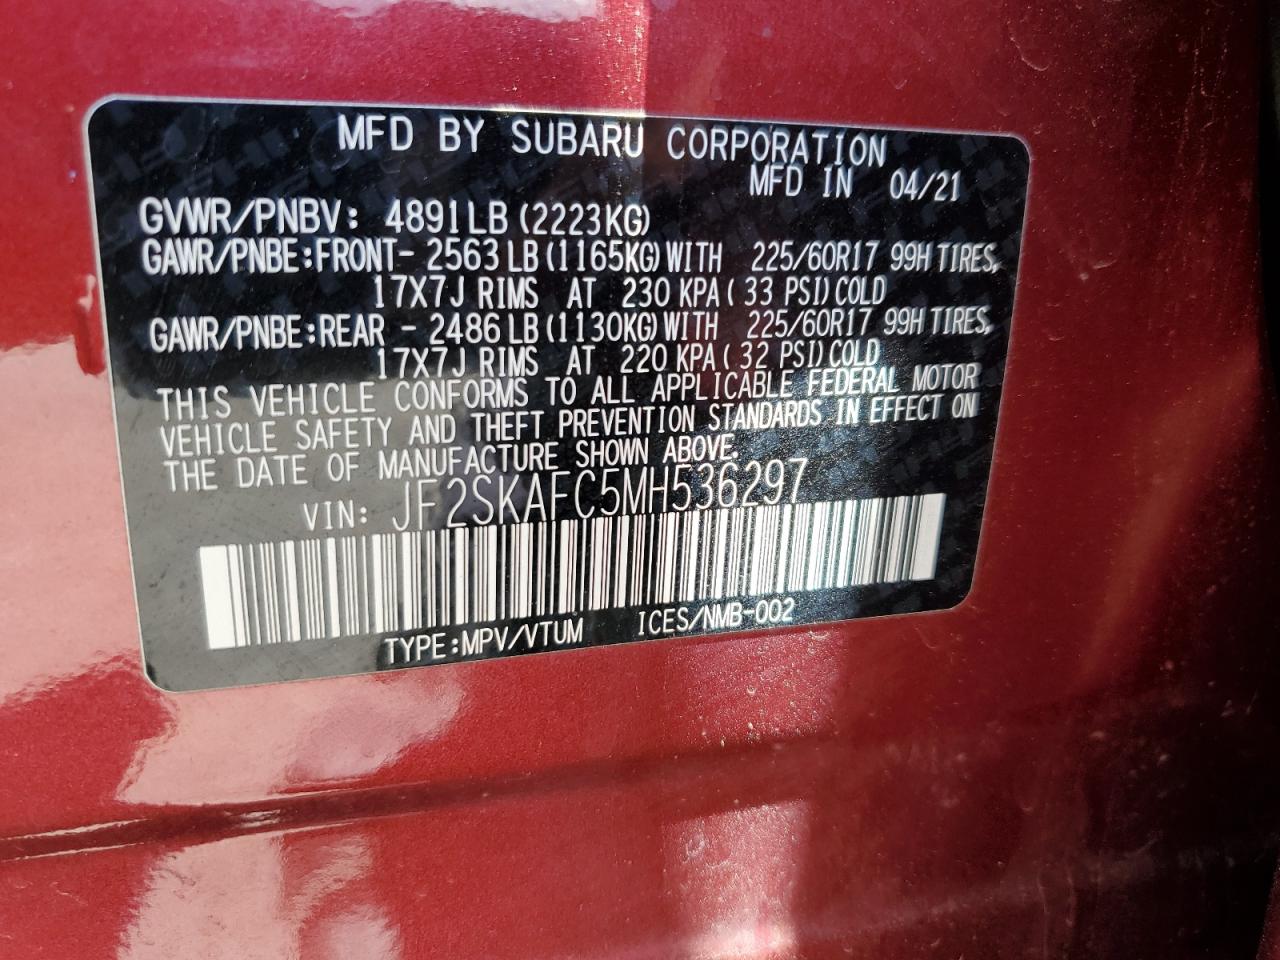 MFD BY SUBARU CORPORATION
MFD IN 04/21
GVWR/PNBV: 4891LB (2223KG)
GAWR/PNBE:FRONT- 2563 LB (1165KG) WITH 225/60R17 99H TIRES,
17X7J RIMS AT 230 KPA ( 33 PSI) COLD
GAWR/PNBE:REAR - 2486 LB (1130KG) WITH 225/60R17 99H TIRES,
17X7J RIMS AT 220 KPA ( 32 PSI) COLD
THIS VEHICLE CONFORMS TO ALL APPLICABLE FEDERAL MOTOR
VEHICLE SAFETY AND THEFT PREVENTION STANDARDS IN EFFECT ON
THE DATE OF MANUFACTURE SHOWN ABOVE.
VIN: JF2SKAFC5MH536297
TYPE:MPV/VTUM ICES/NMB-002